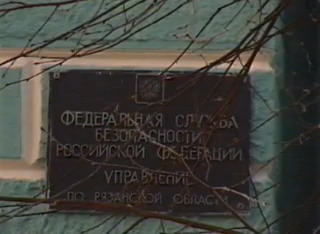 ФЕДЕРАЛЬНАЯ СЛУЖБА
БЕЗОПАСНОСТИ
РОССИЙСКОЙ ФЕДЕРАЦИИ
УПРАВЛЕНИЕ
ПО РЯЗАНСКОЙ ОБЛАСТИ